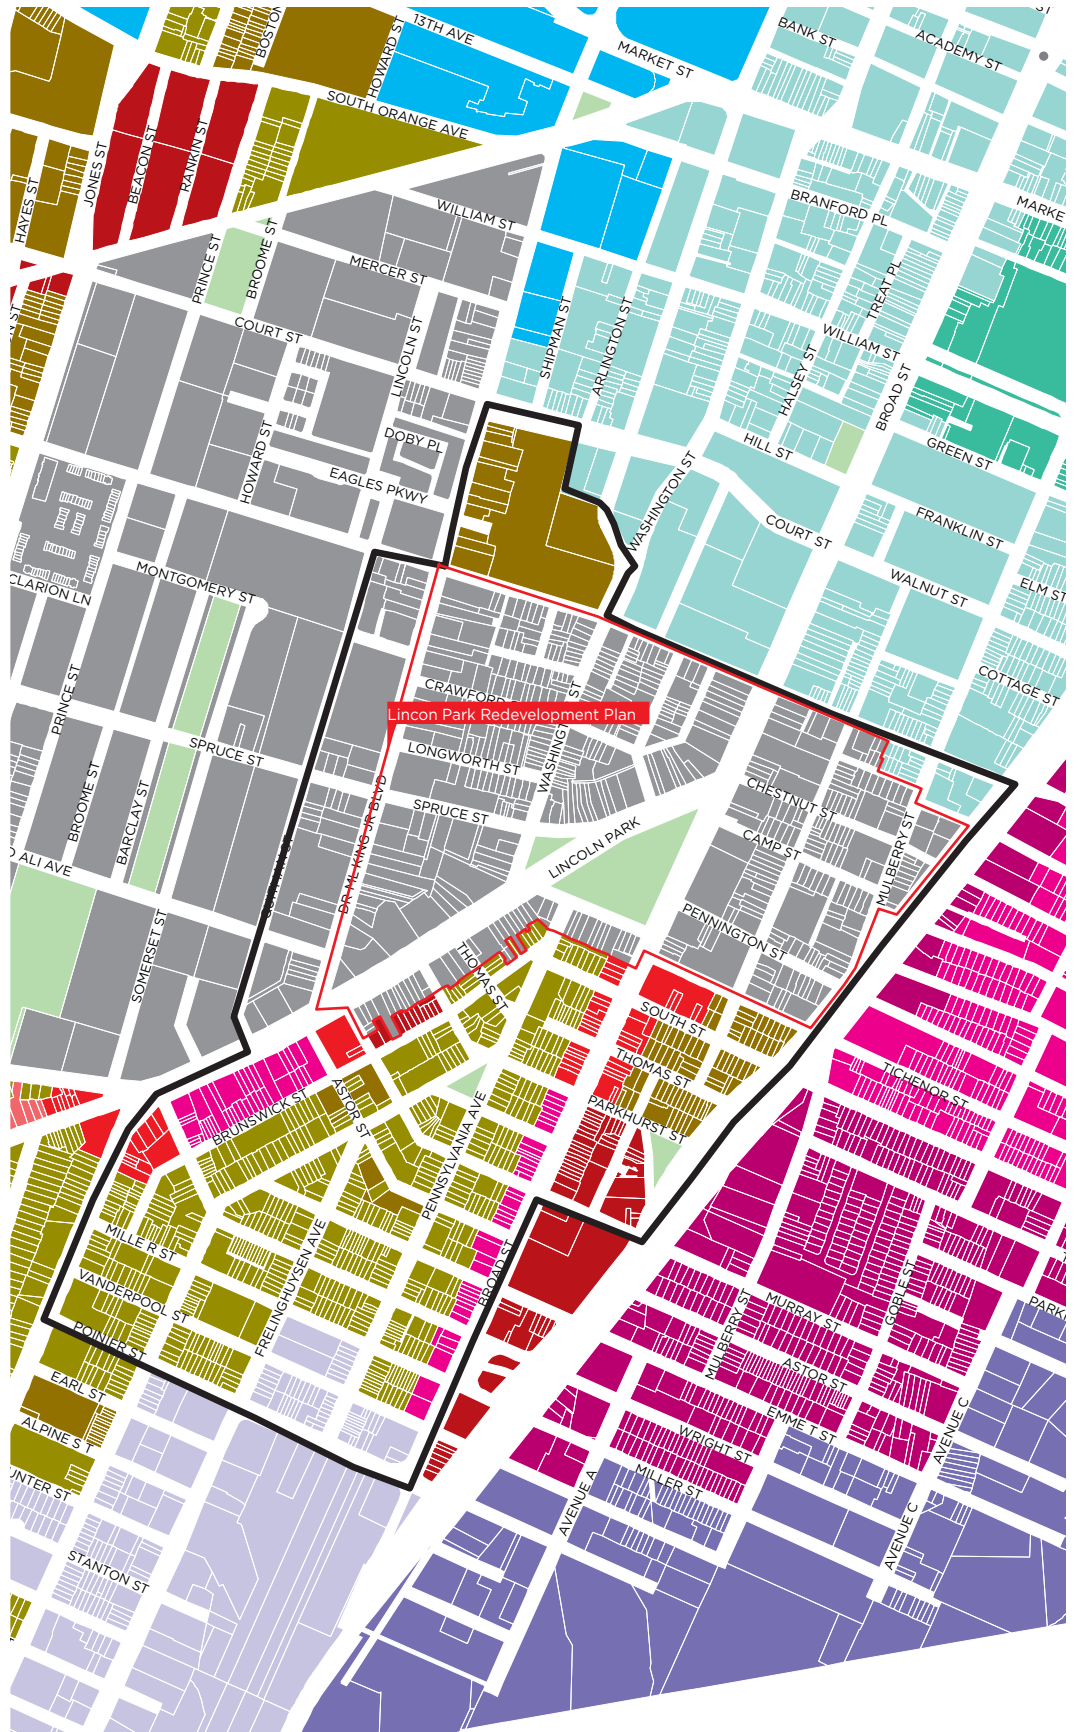 BOSTON
HOWARD ST
13TH AVE
MARKET ST
BANK ST
ACADEMY ST
ST
SOUTH ORANGE AVE
HAYES ST
JONES ST
BEACON ST
RANKIN ST
WILLIAM ST
BRANFORD PL
MARKE
PRINCE ST
BROOME ST
MERCER ST
TREAT PL
COURT ST
LINCOLN ST
SHIPMAN ST
ARLINGTON ST
WILLIAM ST
HALSEY ST
BROAD ST
N ST
DOBY PL
HILL ST
GREEN ST
HOWARD ST
EAGLES PKWY
WASHINGTON ST
COURT ST
FRANKLIN ST
CLARION LN
MONTGOMERY ST
WALNUT ST
ELM ST
PRINCE ST
CRAWFORD
COTTAGE ST
Lincon Park Redevelopment Plan
WASHINGT
ST
SPRUCE ST
LONGWORTH ST
BROOME ST
BARCLAY ST
SPRUCE ST
CHESTNUT ST
CAMP ST
MULBERRY ST
LINCOLN PARK
DR ML KING JR BLVD
D ALI AVE
SOMERSET ST
PENNINGTON ST
THOMAS ST
SOUTH ST
THOMAS ST
TICHENOR ST
ASTOR ST
BRUNSWICK ST
PARKHURST ST
PENNSYLVANIA AVE
MILLE R ST
FRELINGHUYSEN AVE
BROAD ST
VANDERPOOL ST
POINIER ST
GOBLE ST
MURRAY ST
MULBERRY ST
PARK
EARL ST
ASTOR ST
ALPINE S T
EMME T ST
WRIGHT ST
AVENUE C
UNTER ST
MILLER ST
AVENUE A
AVENUE C
STANTON ST